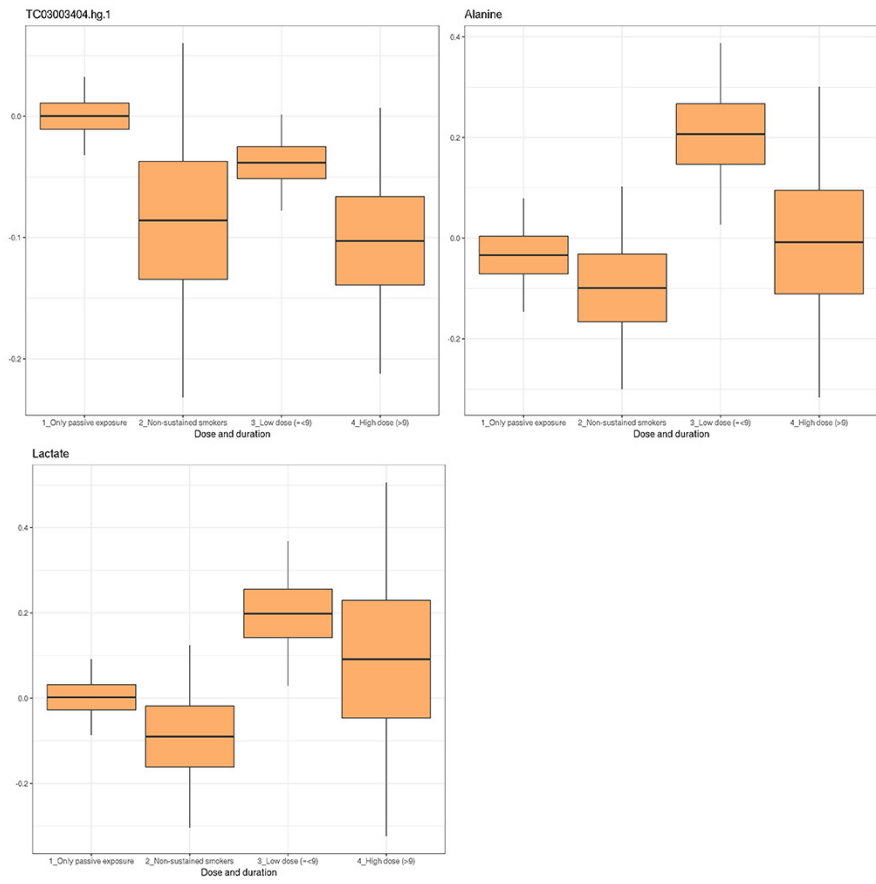 TC03003404.hg.1
0.0
-0.1
-0.2
1_Only passive exposure 2_Non-sustained smokers 3_Low dose (=<9) 4_High dose (>9)
Dose and duration
Alanine
0.4
0.2
0.0
-0.2
1_Only passive exposure 2_Non-sustained smokers 3_Low dose (=<9) 4_High dose (>9)
Dose and duration
Lactate
0.4
0.2
0.0
-0.2
1_Only passive exposure 2_Non-sustained smokers 3_Low dose (=<9) 4_High dose (>9)
Dose and duration